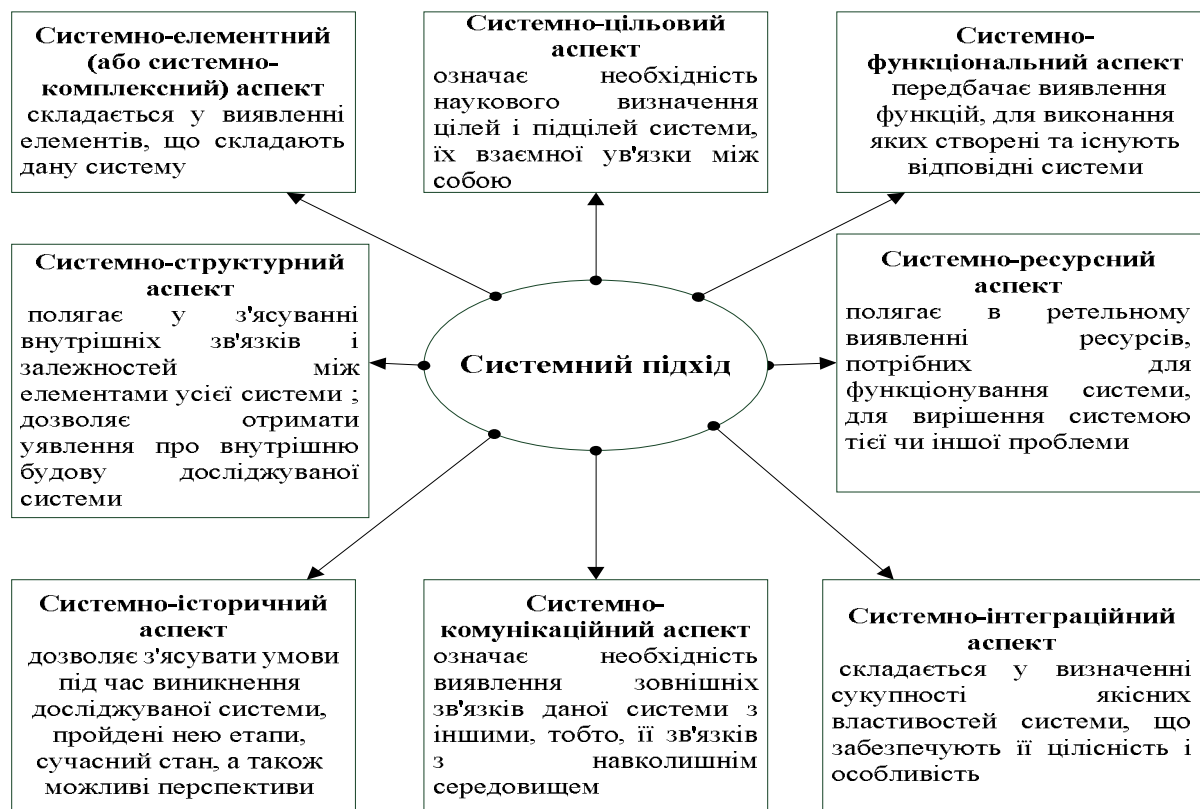 Системно-елементний
(або системно-
комплексний) аспект
складається у виявленні
елементів, що складають
дану систему
Системно-цільовий
аспект
означає необхідність
наукового визначення
цілей і підцілей системи,
їх взаємної ув'язки між
собою
Системно-
функціональний аспект
передбачає виявлення
функцій, для виконання
яких створені та існують
відповідні системи
Системно-структурний
аспект
полягає у з'ясуванні
внутрішніх зв'язків і
залежностей між
елементами усієї системи ;
дозволяє отримати
уявлення про внутрішню
будову досліджуваної
системи
Системний підхід
Системно-ресурсний
аспект
полягає в ретельному
виявленні ресурсів,
потрібних для
функціонування системи,
для вирішення системою
тієї чи іншої проблеми
Системно-історичний
аспект
дозволяє з'ясувати умови
під час виникнення
досліджуваної системи,
пройдені нею етапи,
сучасний стан, а також
можливі перспективи
Системно-
комунікаційний аспект
означає необхідність
виявлення зовнішніх
зв'язків даної системи з
іншими, тобто, її зв'язків
з навколишнім
середовищем
Системно-інтеграційний
аспект
складається у визначенні
сукупності якісних
властивостей системи, що
забезпечують її цілісність і
особливість